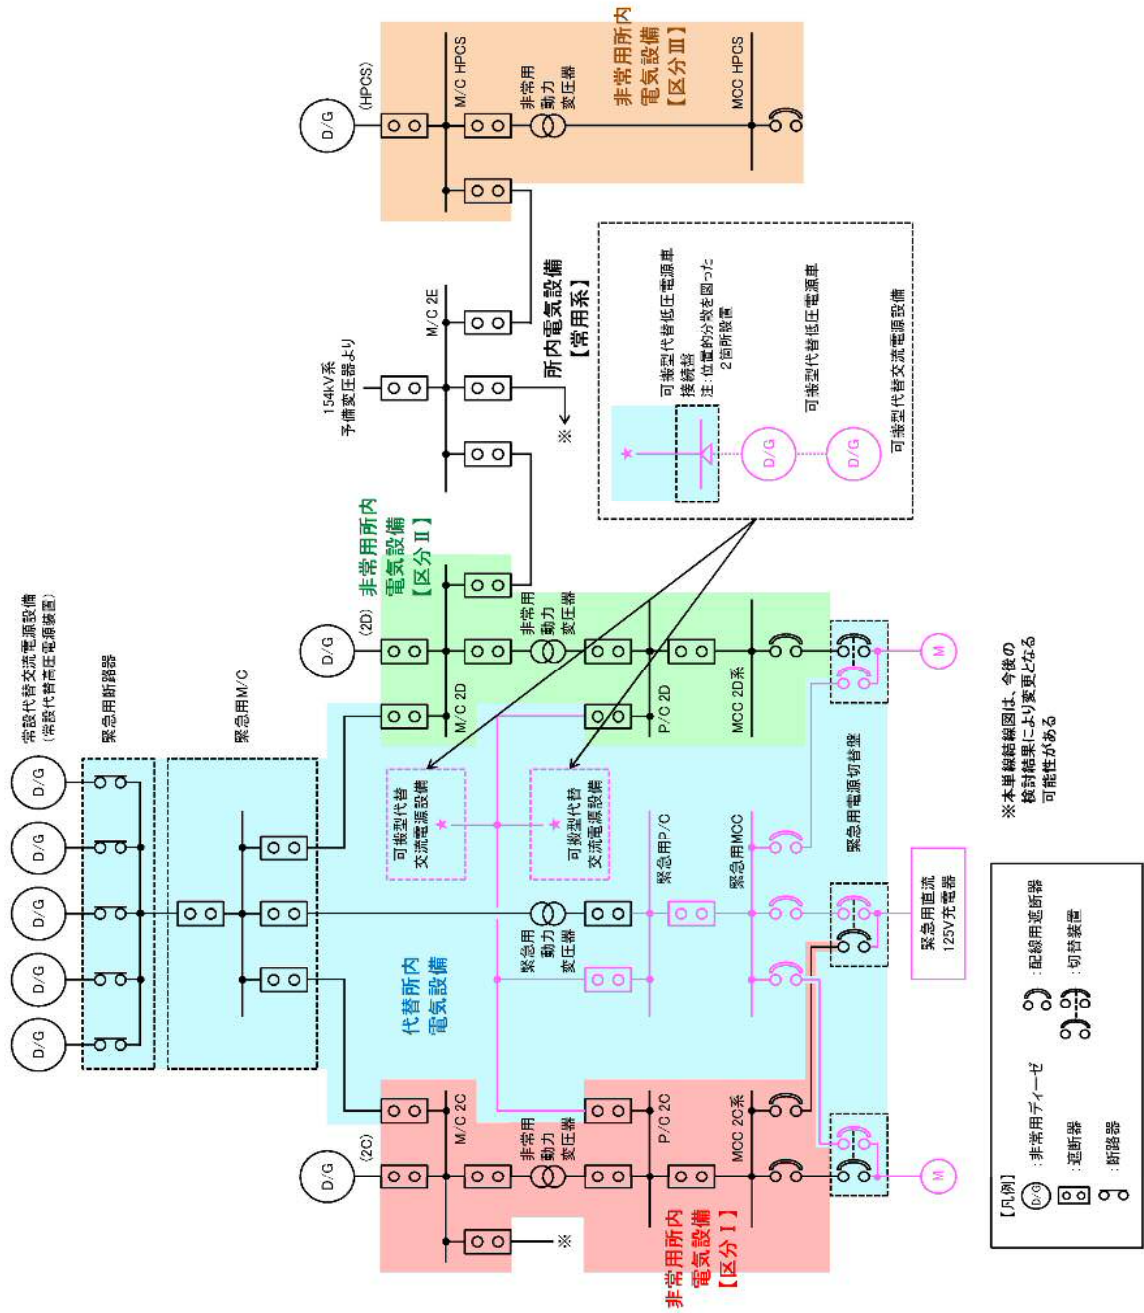 常設代替交流電源設備
(常設代替高圧電源装置)
D/G
D/G
D/G
D/G
D/G
緊急用断路器
緊急用M/C
D/G
(2C)
D/G
(2D)
D/G
(HPCS)
154kV系
予備変圧器より
M/C 2C
M/C 2D
M/C 2E
M/C HPCS
非常用所内
電気設備
【区分Ⅱ】
非常用所内
電気設備
【区分Ⅲ】
代替所内
電気設備
可搬型代替
交流電源設備
可搬型代替
交流電源設備
※
※
所内電気設備
【常用系】
非常用
動力
変圧器
緊急用
動力
変圧器
非常用
動力
変圧器
非常用
動力
変圧器
P/C 2C
緊急用P/C
P/C 2D
MCC 2C系
緊急用MCC
MCC 2D系
MCC HPCS
非常用所内
電気設備
【区分Ⅰ】
可搬型代替低圧電源車
接続盤
注:位置的分散を図った
2箇所設置
D/G
D/G
可搬型代替低圧電源車
可搬型代替交流電源設備
緊急用電源切替盤
M
緊急用直流
125V充電器
M
【凡例】
D/G
:非常用ディーゼ
:遮断器
:断路器
:配線用遮断器
:切替装置
※本単線結線図は、今後の
検討結果により変更となる
可能性がある